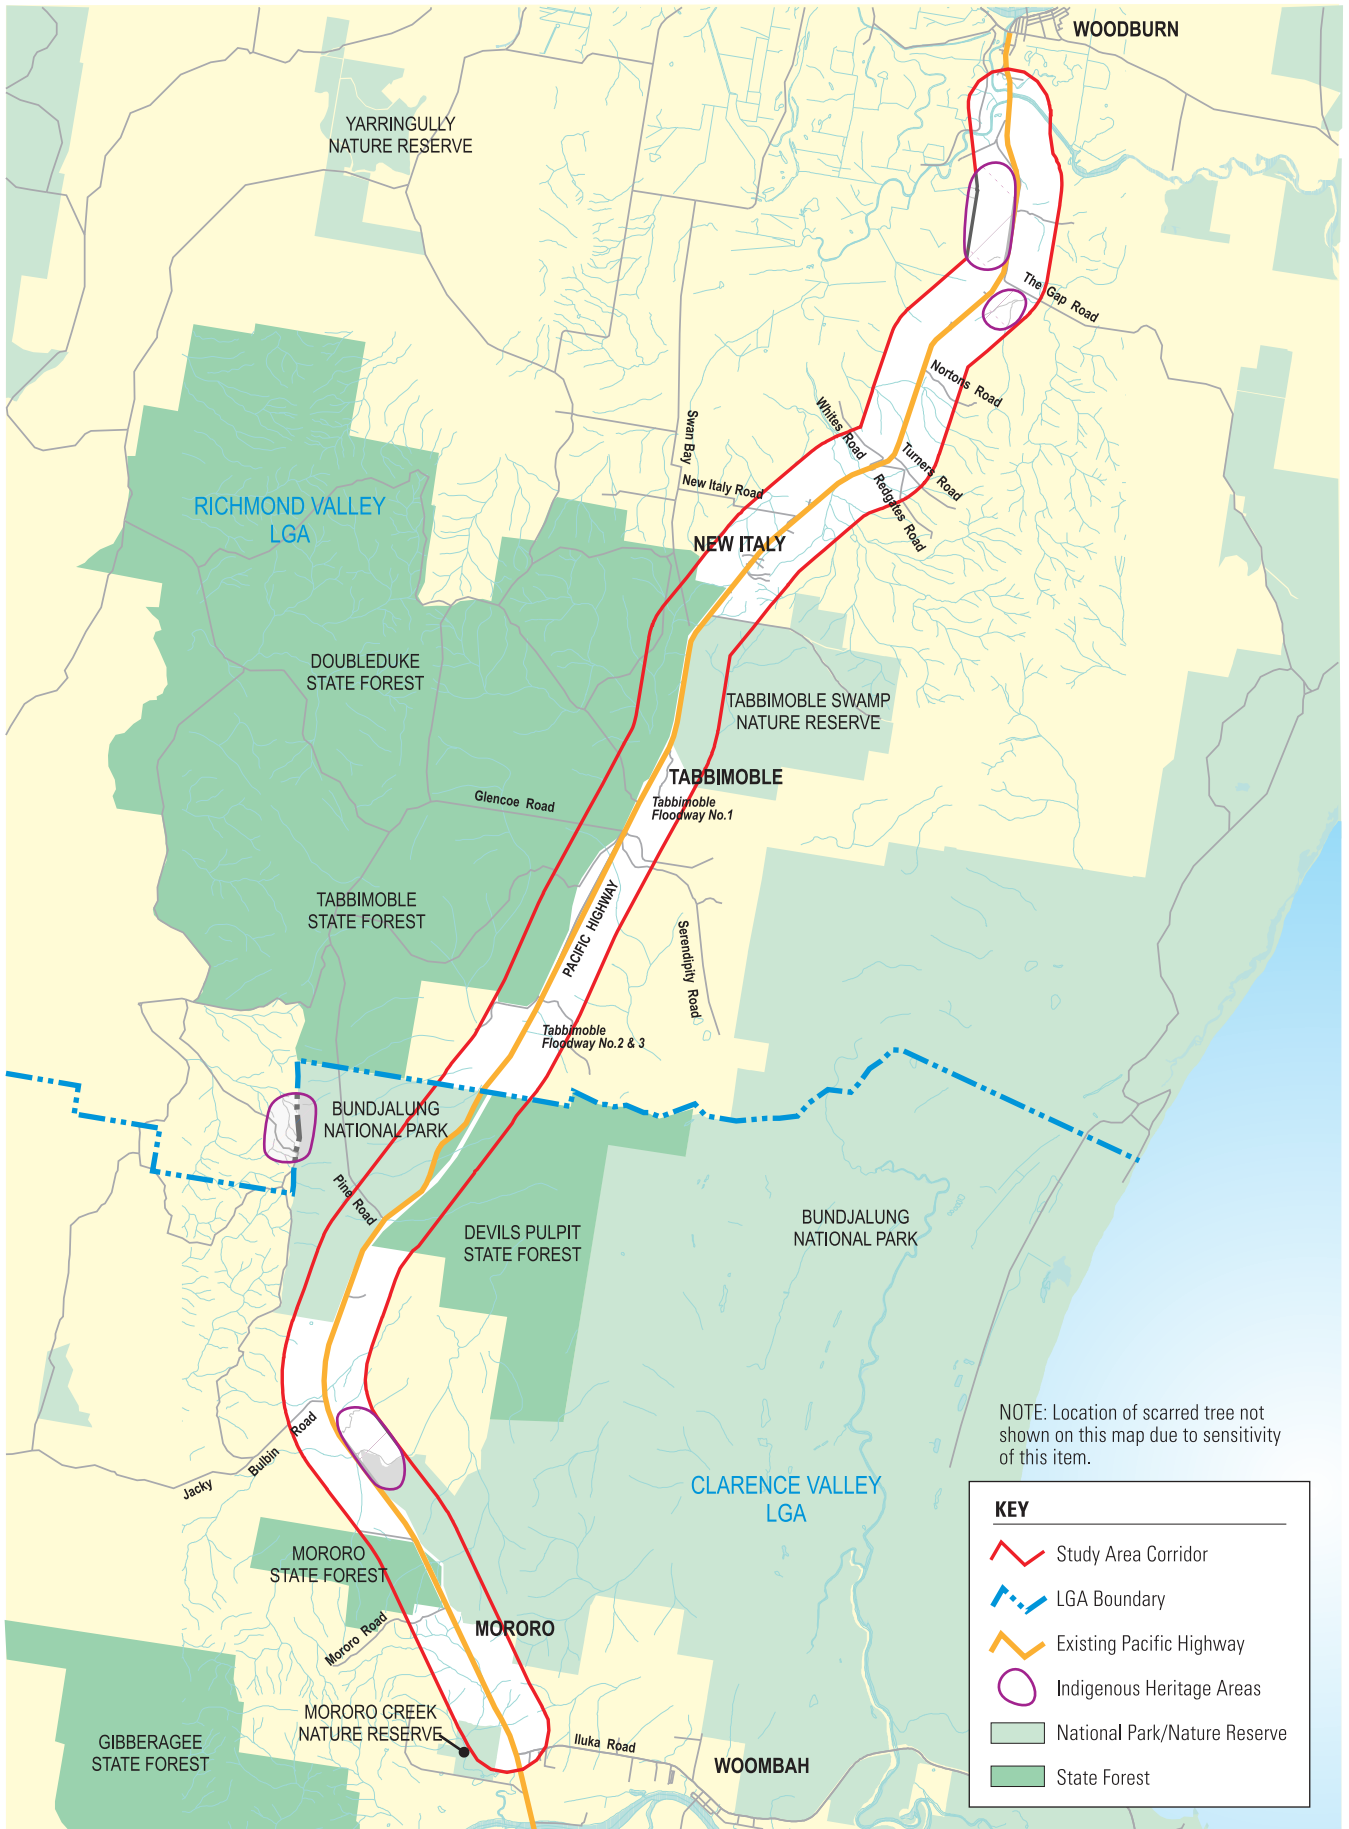 WOODBURN
YARRINGULLY
NATURE RESERVE
The Gap Road
Nortons Road
Whites Road
Swan Bay
Turners Road
New Italy Road
Redgates Road
RICHMOND VALLEY
LGA
NEW ITALY
DOUBLEDUKE
STATE FOREST
TABBIMOBLE SWAMP
NATURE RESERVE
TABBIMOBLE
Tabbimoble
Floodway No.1
Glencoe Road
TABBIMOBLE
STATE FOREST
PACIFIC HIGHWAY
Serendipity Road
Tabbimoble
Floodway No.2 & 3
BUNDJALUNG
NATIONAL PARK
Pine Road
DEVILS PULPIT
STATE FOREST
BUNDJALUNG
NATIONAL PARK
Jacky Bulbin Road
NOTE: Location of scarred tree not
shown on this map due to sensitivity
of this item.
CLARENCE VALLEY
LGA
MORORO
STATE FOREST
Mororo Road
MORORO
MORORO CREEK
NATURE RESERVE
GIBBERAGEE
STATE FOREST
Iluka Road
WOOMBAH
KEY
Study Area Corridor
LGA Boundary
Existing Pacific Highway
Indigenous Heritage Areas
National Park/Nature Reserve
State Forest